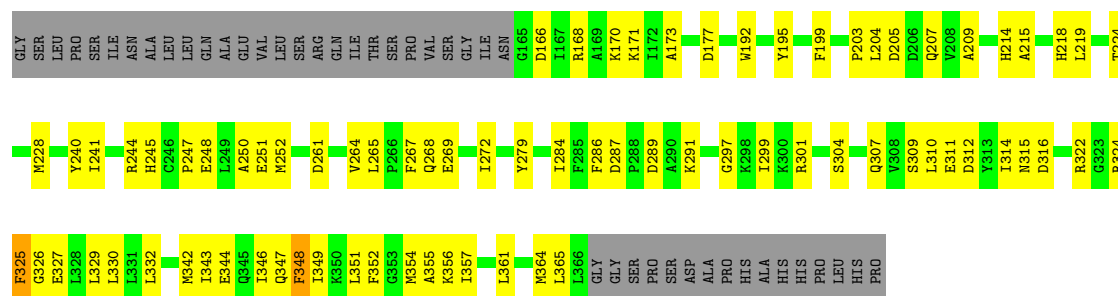 GLY SER LEU PRO SER ILE ASN ALA LEU LEU GLN ALA GLU VAL LEU SER ARG GLN ILE THR SER PRO VAL SER GLY ILE ASN G165 D166 I167 R168 A169 K170 K171 I172 A173 D177 W192 Y195 F199 P203 L204 D205 D206 Q207 V208 A209 H214 A215 H218 L219
M228 Y240 I241 R244 H245 C246 P247 E248 L249 A250 E251 M252 D261 V264 L265 P266 F267 Q268 E269 I272 Y279 I284 F285 F286 D287 P288 D289 A290 K291 G297 K298 I299 K300 R301 S304 Q307 V308 S309 L310 E311 D312 Y313 I314 N315 D316 R322 G323
F325 G326 E327 L328 L329 L330 L331 L332 M342 I343 E344 Q345 I346 Q347 F348 I349 K350 L351 F352 G353 M354 A355 K356 I357 L361 M364 L365 L366 GLY GLY SER PRO SER ASP ALA PRO HIS ALA HIS HIS PRO LEU HIS PRO